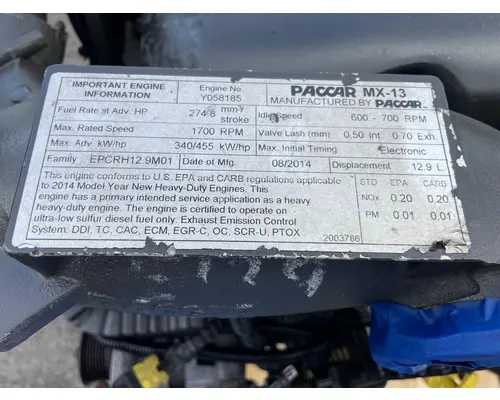 IMPORTANT ENGINE INFORMATION
Engine No. Y058185
PACCAR MX-13
MANUFACTURED BY PACCAR
Fuel Rate at Adv. HP 274.6 mm³/stroke
Idle Speed 600 - 700 RPM
Max. Rated Speed 1700 RPM
Valve Lash (mm) 0.50 Int. 0.70 Exh
Max. Adv kW/HP 340/455 kW/hp
Max. Initial Timing Electronic
Family EPCRH12.9M01
Date of Mfg. 08/2014
Displacement 12.9 L
This engine conforms to U.S. EPA and CARB regulations applicable
to 2014 Model Year New Heavy-Duty Engines. This
engine has a primary intended service application as a heavy
heavy-duty engine. The engine is certified to operate on
ultra-low sulfur diesel fuel only. Exhaust Emission Control
System: DDI, TC, CAC, ECM, EGR-C, OC, SCR-U, PTOX
2003786
STD EPA CARB
NOx 0.20 0.20
PM 0.01 0.01